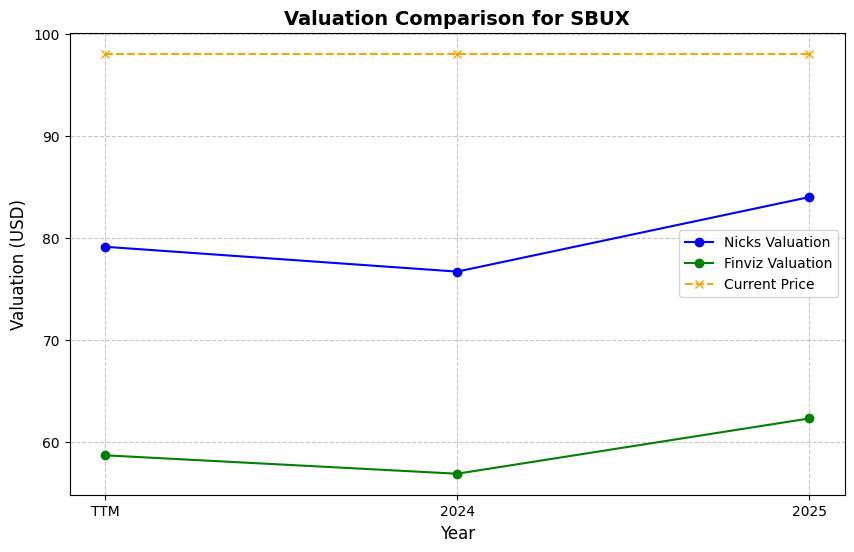 Valuation Comparison for SBUX
Valuation (USD)
100
90
80
70
60
Nicks Valuation
Finviz Valuation
Current Price
TTM
2024
2025
Year